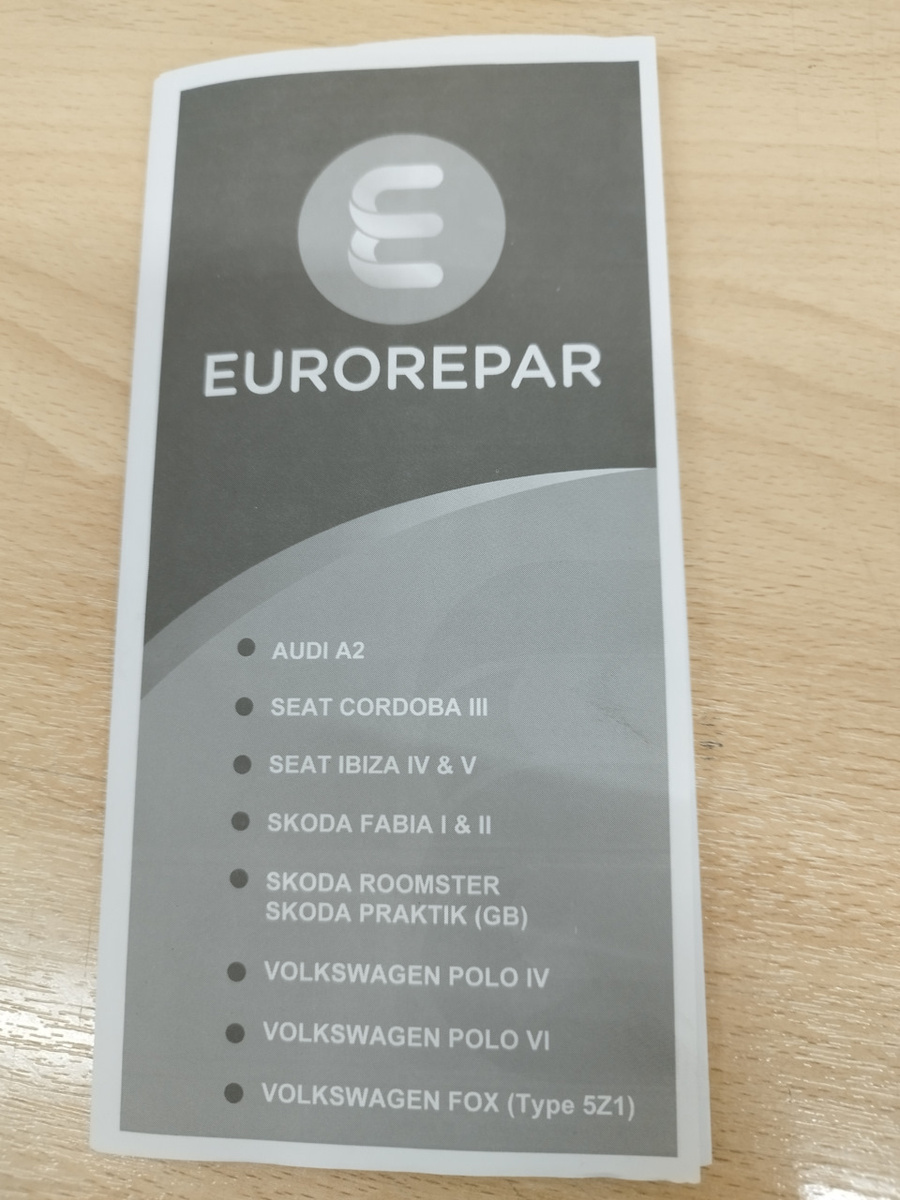 EUROREPAR
AUDI A2
SEAT CORDOBA III
SEAT IBIZA IV & V
SKODA FABIA I & II
SKODA ROOMSTER
SKODA PRAKTIK (GB)
VOLKSWAGEN POLO IV
VOLKSWAGEN POLO VI
VOLKSWAGEN FOX (Type 5Z1)